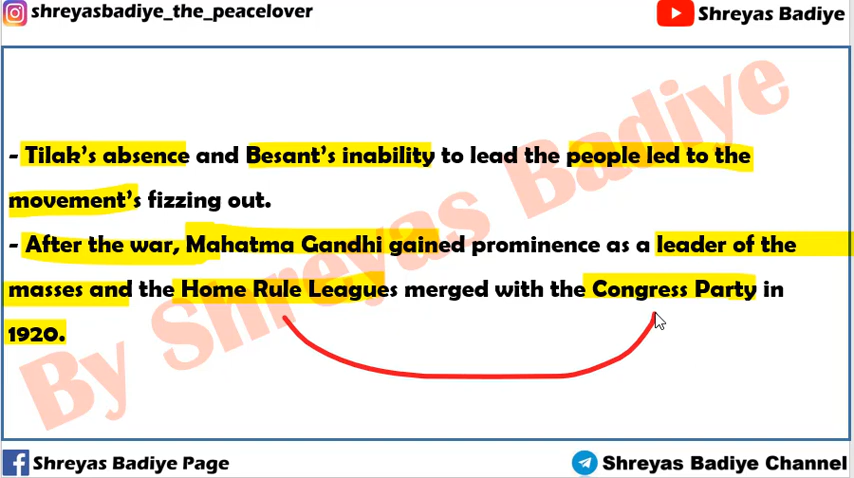 shreyasbadiye_the_peacelover
Shreyas Badiye
- Tilak's absence and Besant's inability to lead the people led to the
movement's fizzing out.
- After the war, Mahatma Gandhi gained prominence as a leader of the
masses and the Home Rule Leagues merged with the Congress Party in
1920.
By Shreyas Badiye
Shreyas Badiye Page
Shreyas Badiye Channel